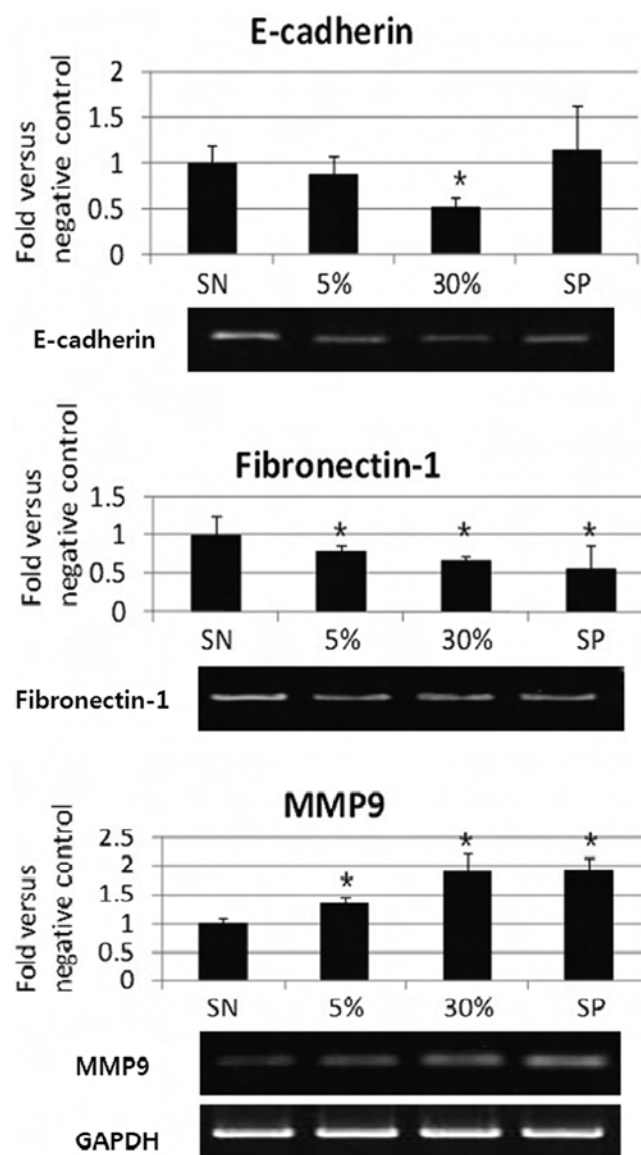 E-cadherin
Fold versus
negative control
2
1.5
1
0.5
0
*
SN 5% 30% SP
E-cadherin
Fibronectin-1
Fold versus
negative control
1.5
1
0.5
0
* * *
SN 5% 30% SP
Fibronectin-1
MMP9
Fold versus
negative control
2.5
2
1.5
1
0.5
0
* * *
SN 5% 30% SP
MMP9
GAPDH